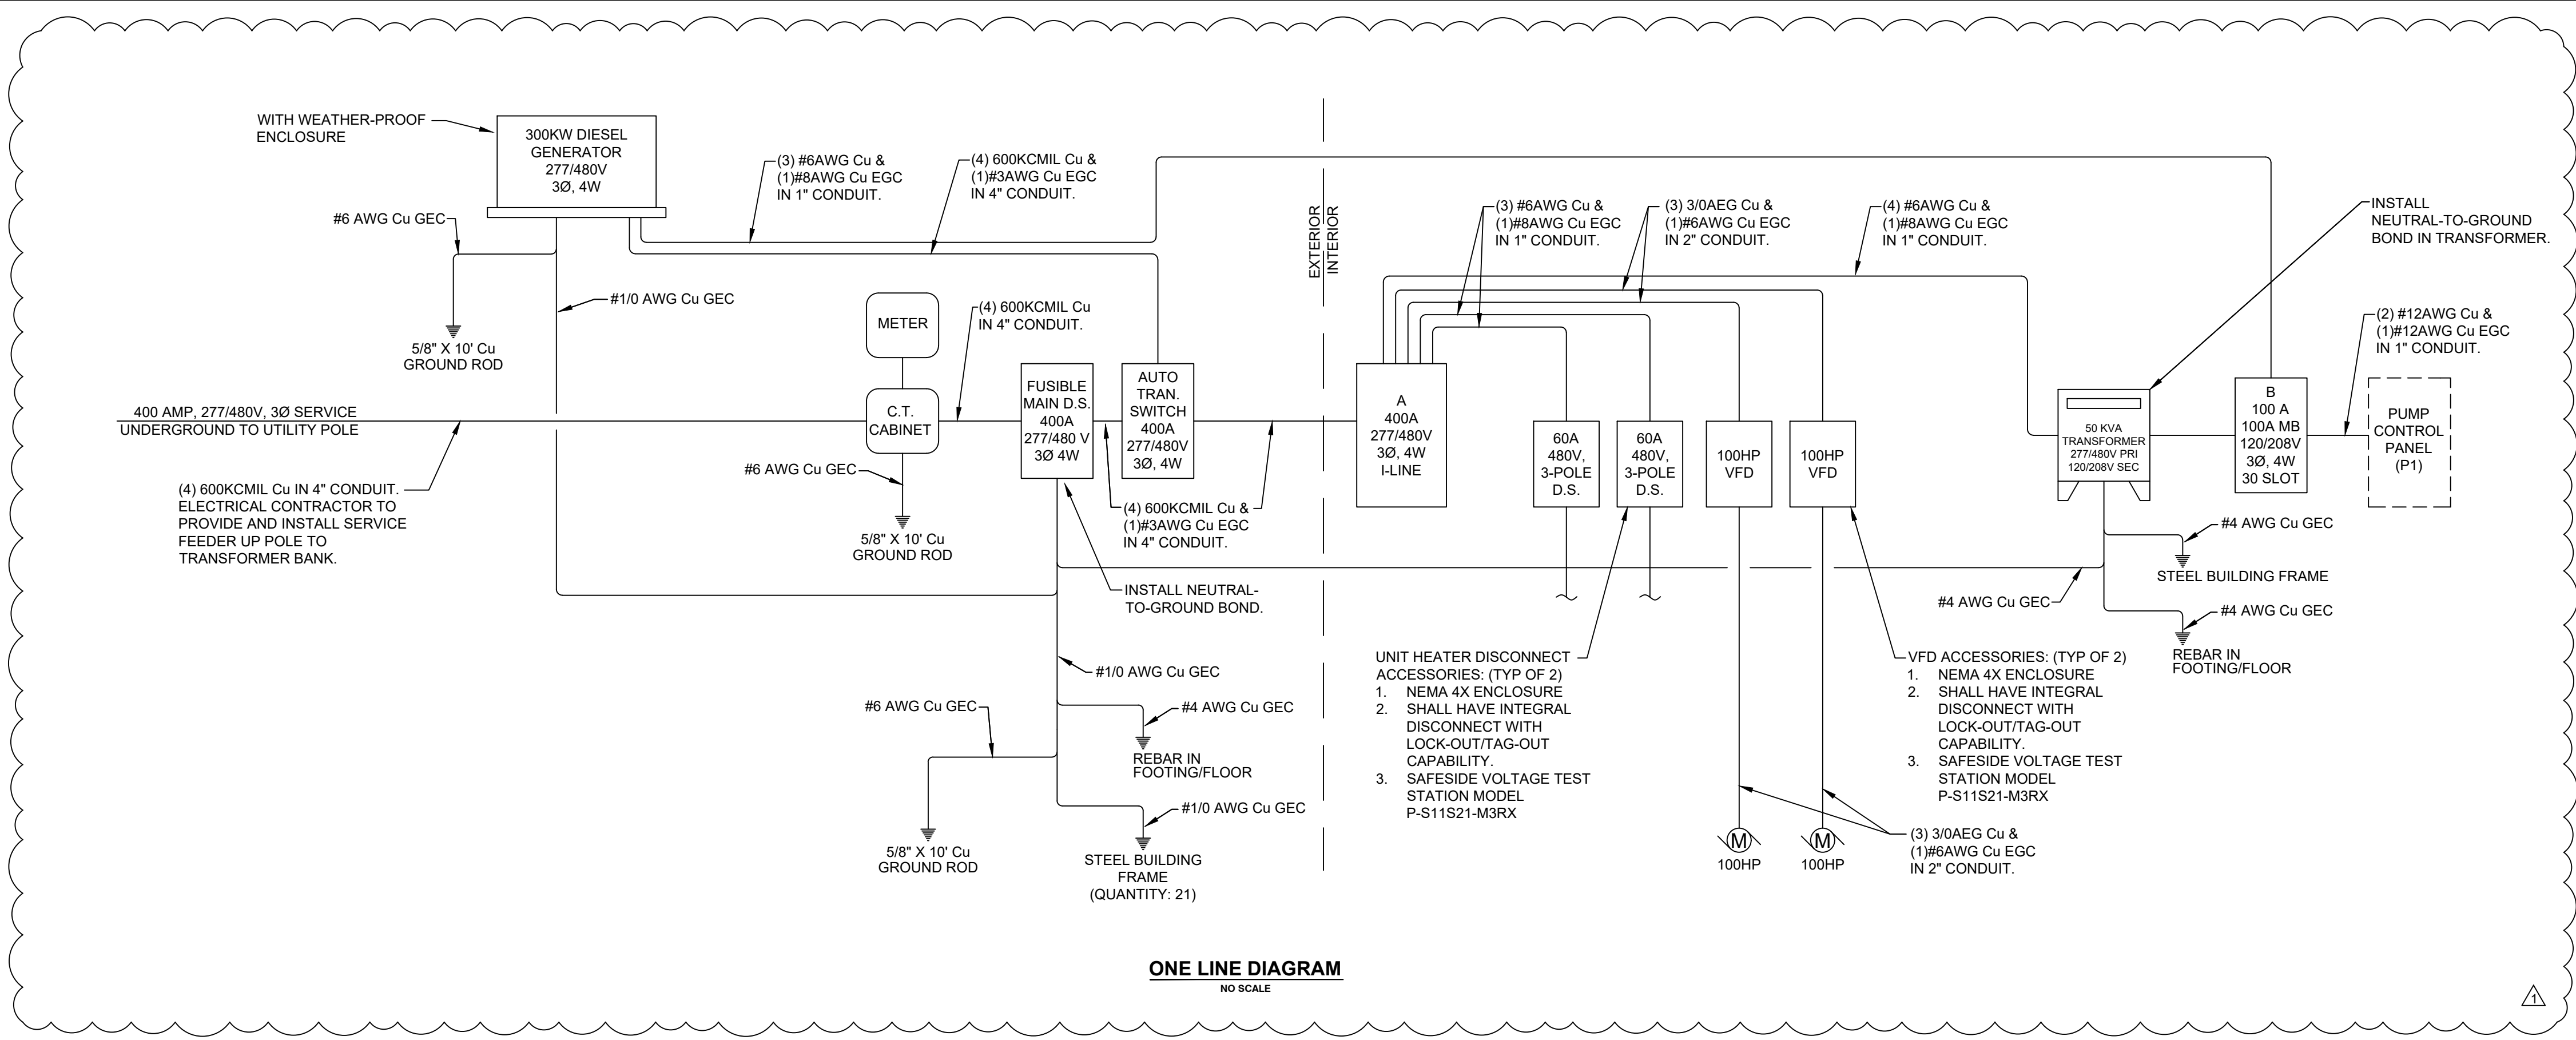 WITH WEATHER-PROOF
ENCLOSURE
300KW DIESEL
GENERATOR
277/480V
3Ø, 4W
#6 AWG Cu GEC
5/8" X 10' Cu
GROUND ROD
#1/0 AWG Cu GEC
(3) #6AWG Cu &
(1)#8AWG Cu EGC
IN 1" CONDUIT.
(4) 600KCMIL Cu &
(1)#3AWG Cu EGC
IN 4" CONDUIT.
400 AMP, 277/480V, 3Ø SERVICE
UNDERGROUND TO UTILITY POLE
(4) 600KCMIL Cu IN 4" CONDUIT.
ELECTRICAL CONTRACTOR TO
PROVIDE AND INSTALL SERVICE
FEEDER UP POLE TO
TRANSFORMER BANK.
METER
C.T.
CABINET
#6 AWG Cu GEC
5/8" X 10' Cu
GROUND ROD
(4) 600KCMIL Cu
IN 4" CONDUIT.
FUSIBLE
MAIN D.S.
400A
277/480 V
3Ø 4W
AUTO
TRAN.
SWITCH
400A
277/480V
3Ø, 4W
(4) 600KCMIL Cu &
(1)#3AWG Cu EGC
IN 4" CONDUIT.
INSTALL NEUTRAL-
TO-GROUND BOND.
#1/0 AWG Cu GEC
#6 AWG Cu GEC
5/8" X 10' Cu
GROUND ROD
#4 AWG Cu GEC
REBAR IN
FOOTING/FLOOR
#1/0 AWG Cu GEC
STEEL BUILDING
FRAME
(QUANTITY: 21)
EXTERIOR
INTERIOR
(3) #6AWG Cu &
(1)#8AWG Cu EGC
IN 1" CONDUIT.
(3) 3/0AEG Cu &
(1)#6AWG Cu EGC
IN 2" CONDUIT.
(4) #6AWG Cu &
(1)#8AWG Cu EGC
IN 1" CONDUIT.
A
400A
277/480V
3Ø, 4W
I-LINE
60A
480V,
3-POLE
D.S.
60A
480V,
3-POLE
D.S.
100HP
VFD
100HP
VFD
UNIT HEATER DISCONNECT
ACCESSORIES: (TYP OF 2)
1. NEMA 4X ENCLOSURE
2. SHALL HAVE INTEGRAL
DISCONNECT WITH
LOCK-OUT/TAG-OUT
CAPABILITY.
3. SAFESIDE VOLTAGE TEST
STATION MODEL
P-S11S21-M3RX
M
100HP
M
100HP
VFD ACCESSORIES: (TYP OF 2)
1. NEMA 4X ENCLOSURE
2. SHALL HAVE INTEGRAL
DISCONNECT WITH
LOCK-OUT/TAG-OUT
CAPABILITY.
3. SAFESIDE VOLTAGE TEST
STATION MODEL
P-S11S21-M3RX
(3) 3/0AEG Cu &
(1)#6AWG Cu EGC
IN 2" CONDUIT.
INSTALL
NEUTRAL-TO-GROUND
BOND IN TRANSFORMER.
50 KVA
TRANSFORMER
277/480V PRI
120/208V SEC
B
100 A
100A MB
120/208V
3Ø, 4W
30 SLOT
(2) #12AWG Cu &
(1)#12AWG Cu EGC
IN 1" CONDUIT.
PUMP
CONTROL
PANEL
(P1)
#4 AWG Cu GEC
STEEL BUILDING FRAME
#4 AWG Cu GEC
#4 AWG Cu GEC
REBAR IN
FOOTING/FLOOR
ONE LINE DIAGRAM
NO SCALE
1